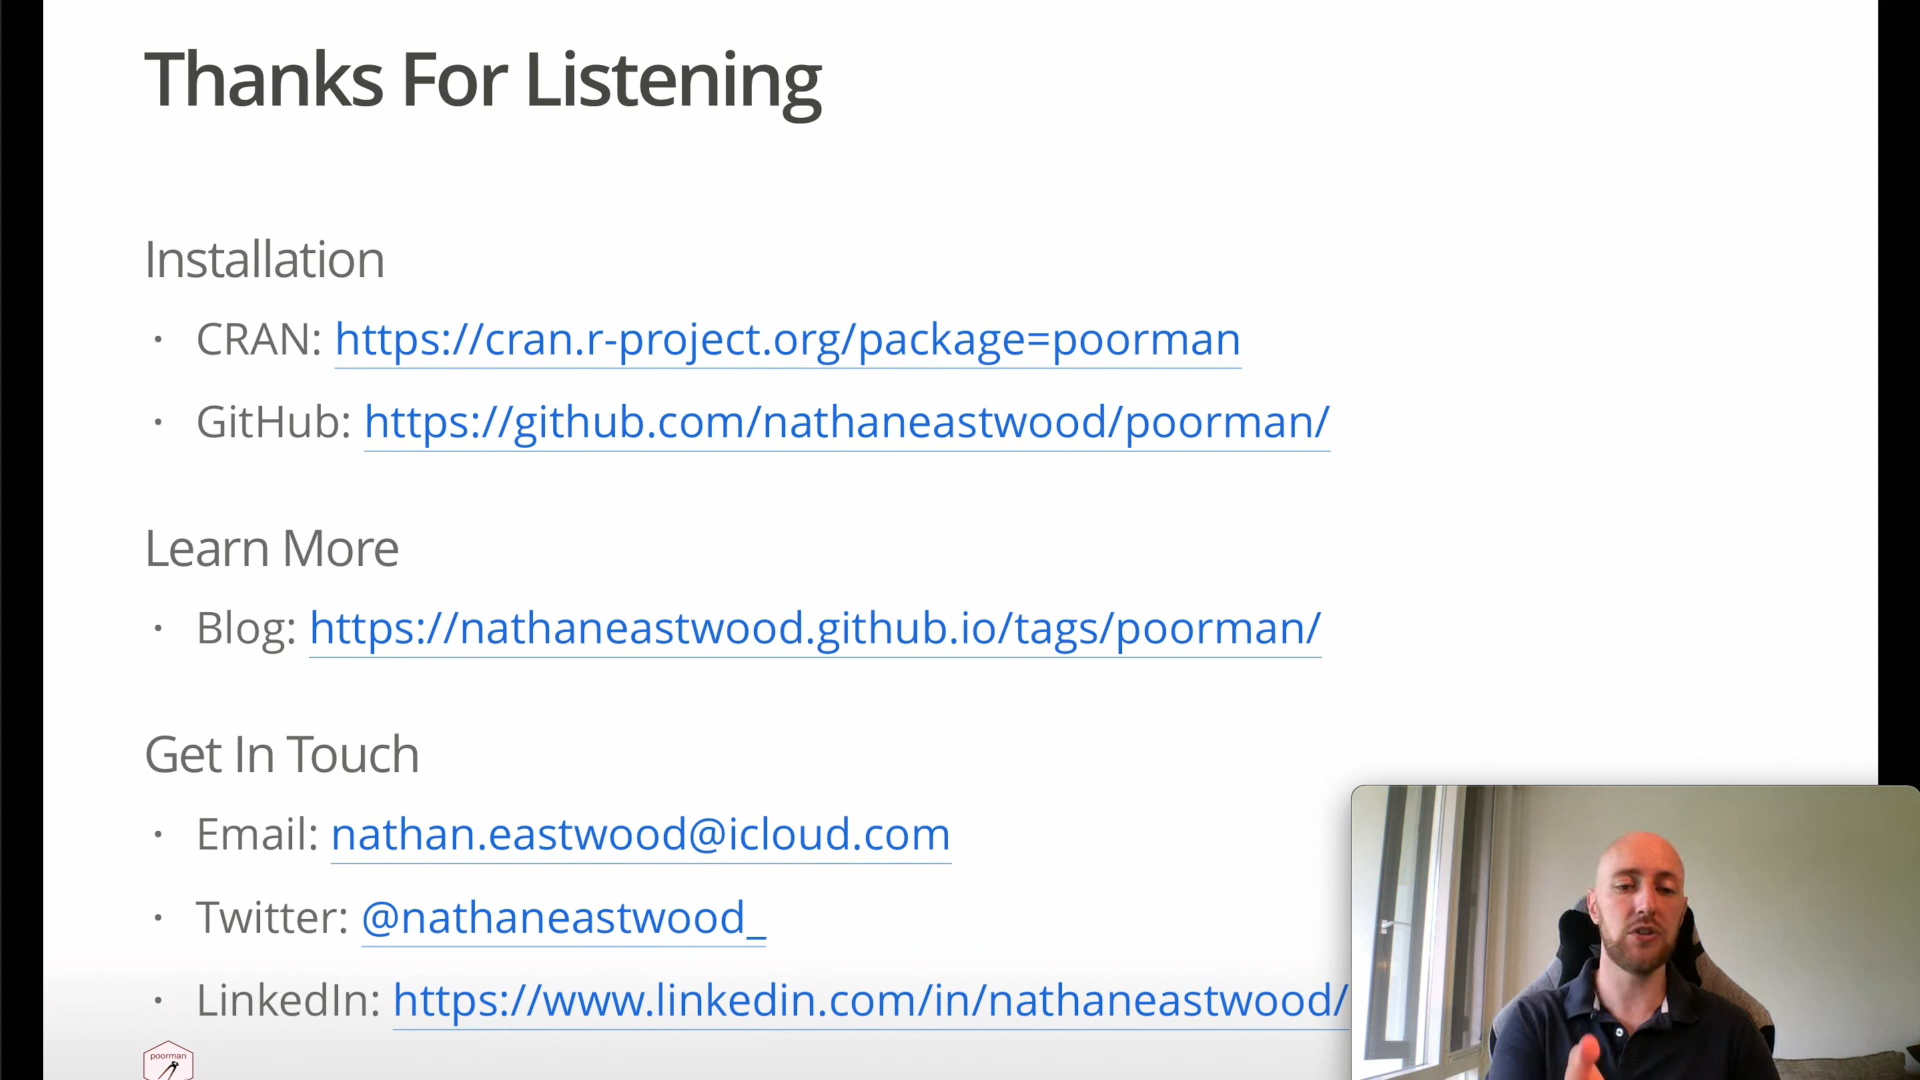 Thanks For Listening
Installation
· CRAN: https://cran.r-project.org/package=poorman
· GitHub: https://github.com/nathaneastwood/poorman/
Learn More
· Blog: https://nathaneastwood.github.io/tags/poorman/
Get In Touch
· Email: nathan.eastwood@icloud.com
· Twitter: @nathaneastwood_
· LinkedIn: https://www.linkedin.com/in/nathaneastwood/
poorman